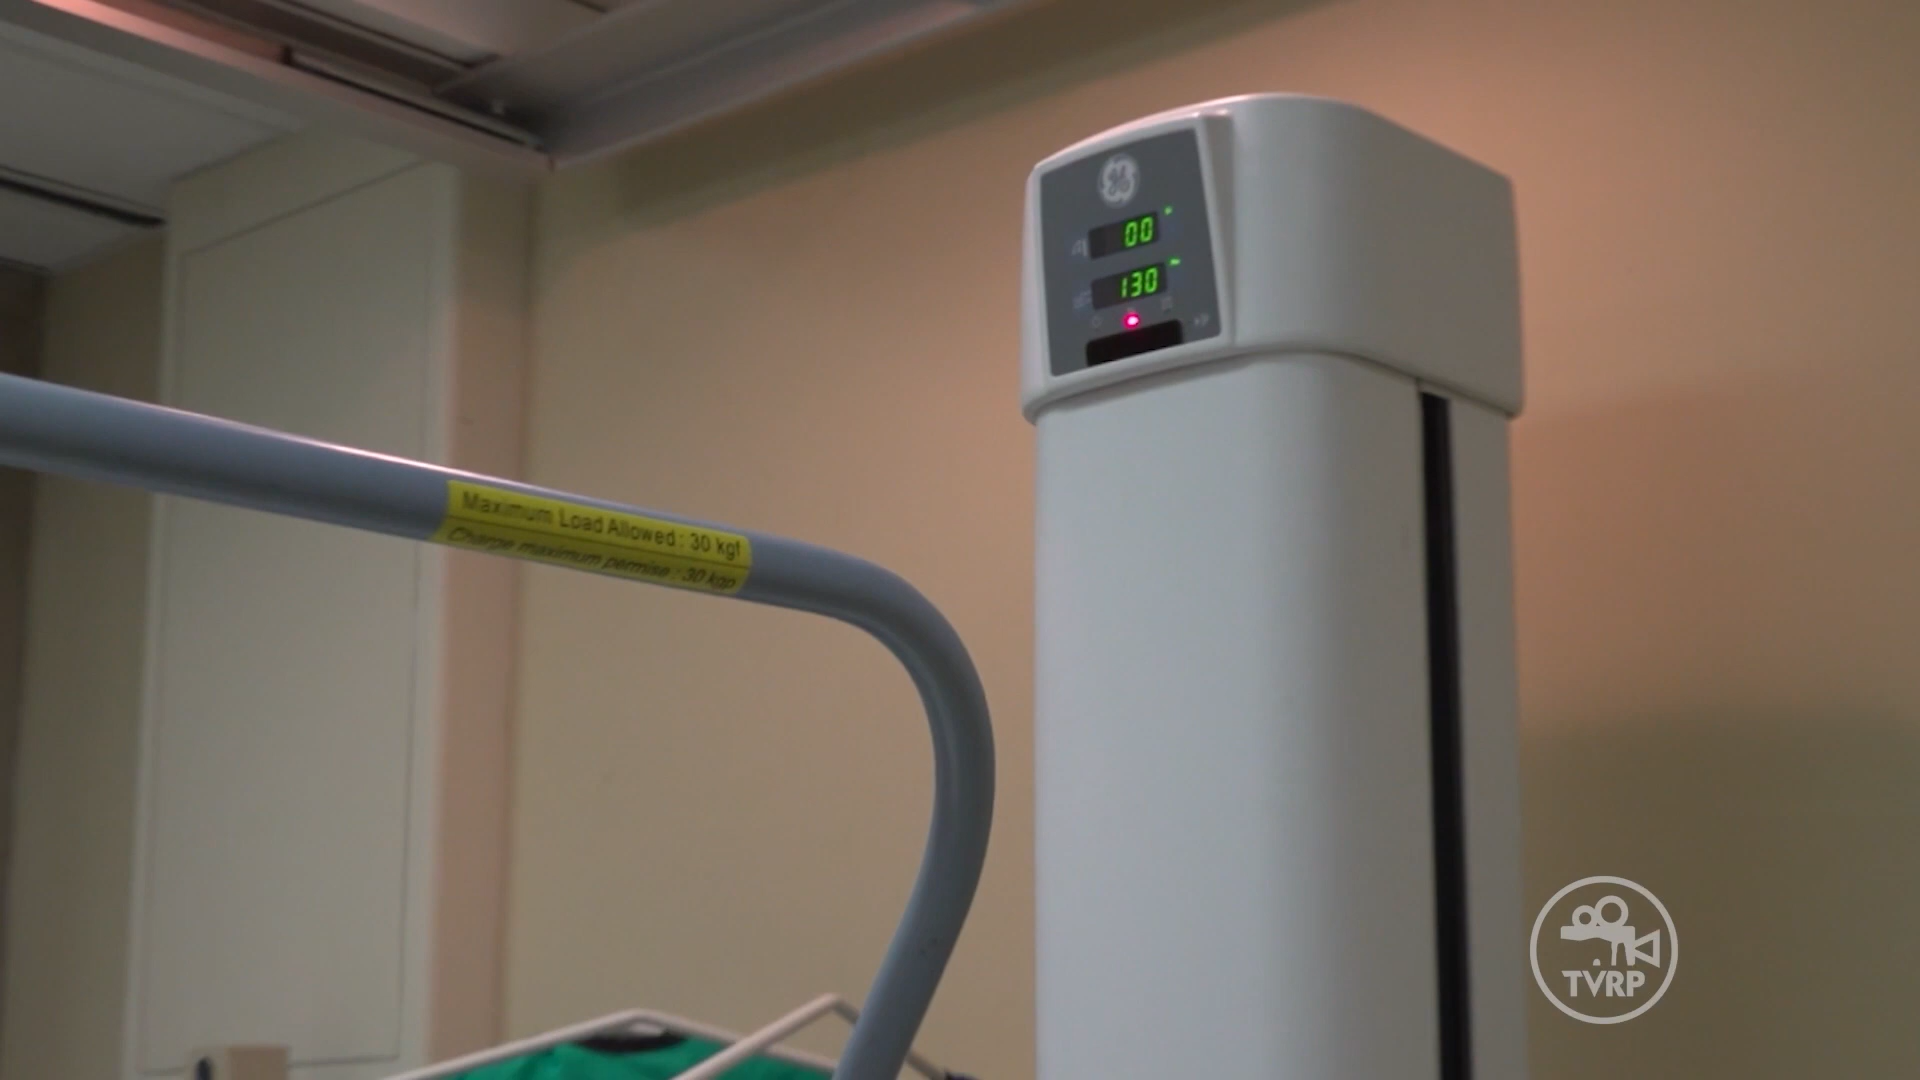 GE
00
130
Maximum Load Allowed : 30 kgf
Charge maximum permise : 30 kgp
TVRP